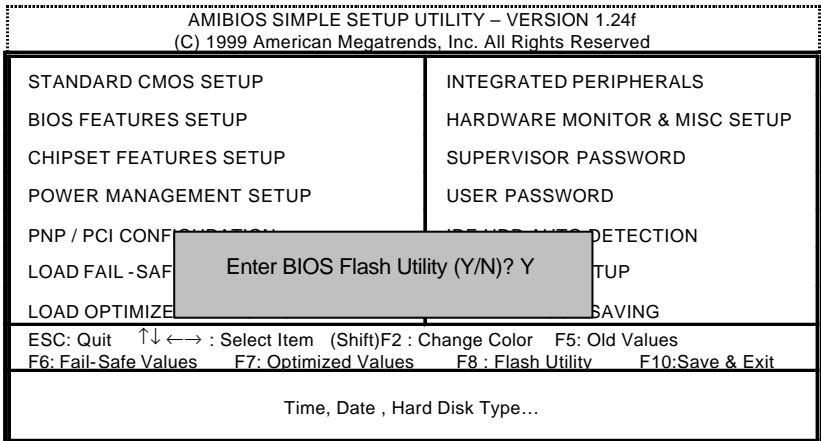 AMIBIOS SIMPLE SETUP UTILITY – VERSION 1.24f
(C) 1999 American Megatrends, Inc. All Rights Reserved
STANDARD CMOS SETUP
BIOS FEATURES SETUP
CHIPSET FEATURES SETUP
POWER MANAGEMENT SETUP
PNP / PCI CONFIGURATION
LOAD FAIL -SAF
LOAD OPTIMIZE
INTEGRATED PERIPHERALS
HARDWARE MONITOR & MISC SETUP
SUPERVISOR PASSWORD
USER PASSWORD
IDE HDD AUTO DETECTION
TUP
SAVING
Enter BIOS Flash Utility (Y/N)? Y
ESC: Quit ↑↓ ←→ : Select Item (Shift)F2 : Change Color F5: Old Values
F6: Fail-Safe Values F7: Optimized Values F8 : Flash Utility F10:Save & Exit
Time, Date , Hard Disk Type…